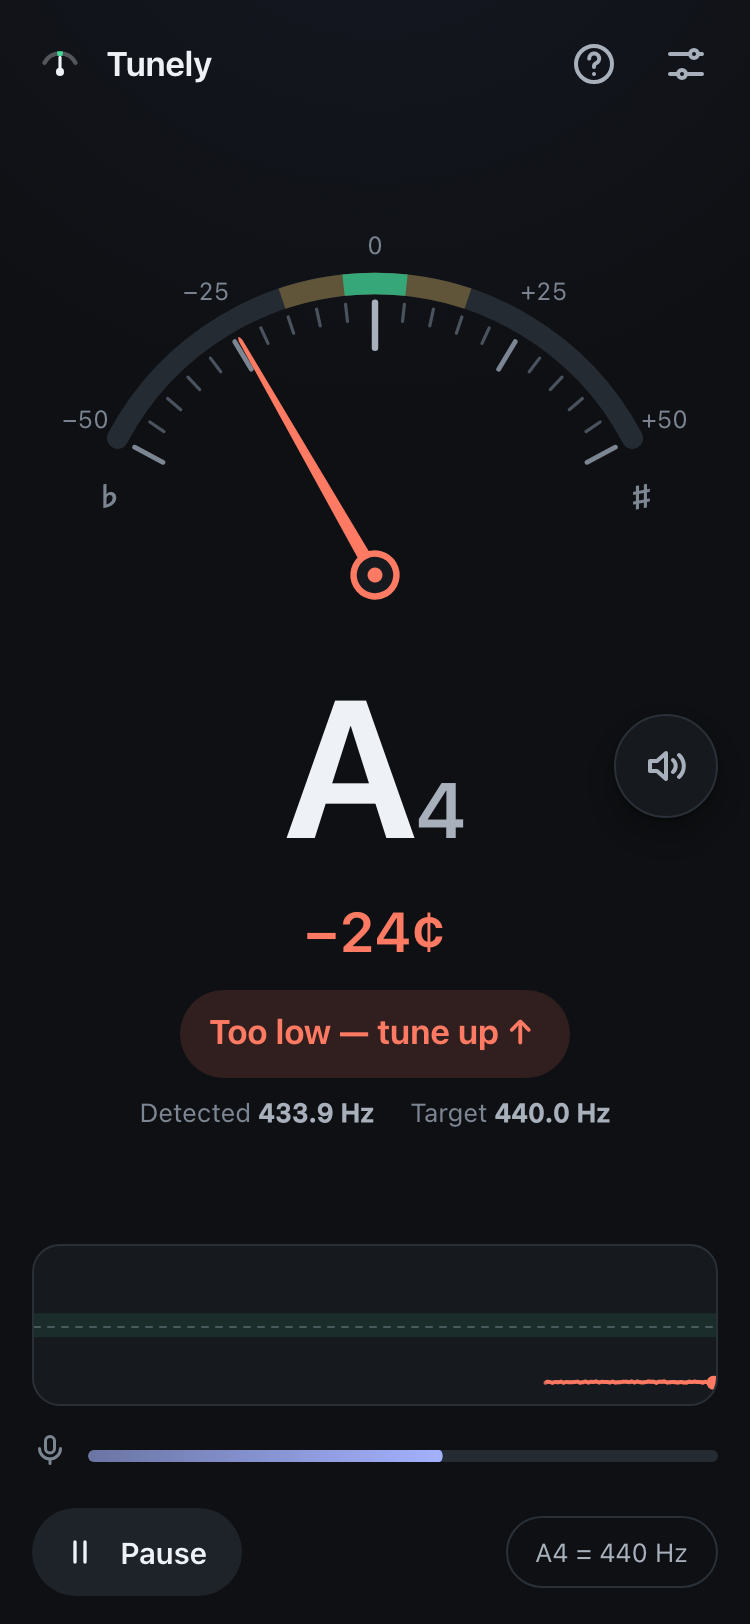 Tunely
0
−25
+25
−50
+50
♭
♯
A4
−24¢
Too low — tune up ↑
Detected 433.9 Hz Target 440.0 Hz
Pause
A4 = 440 Hz